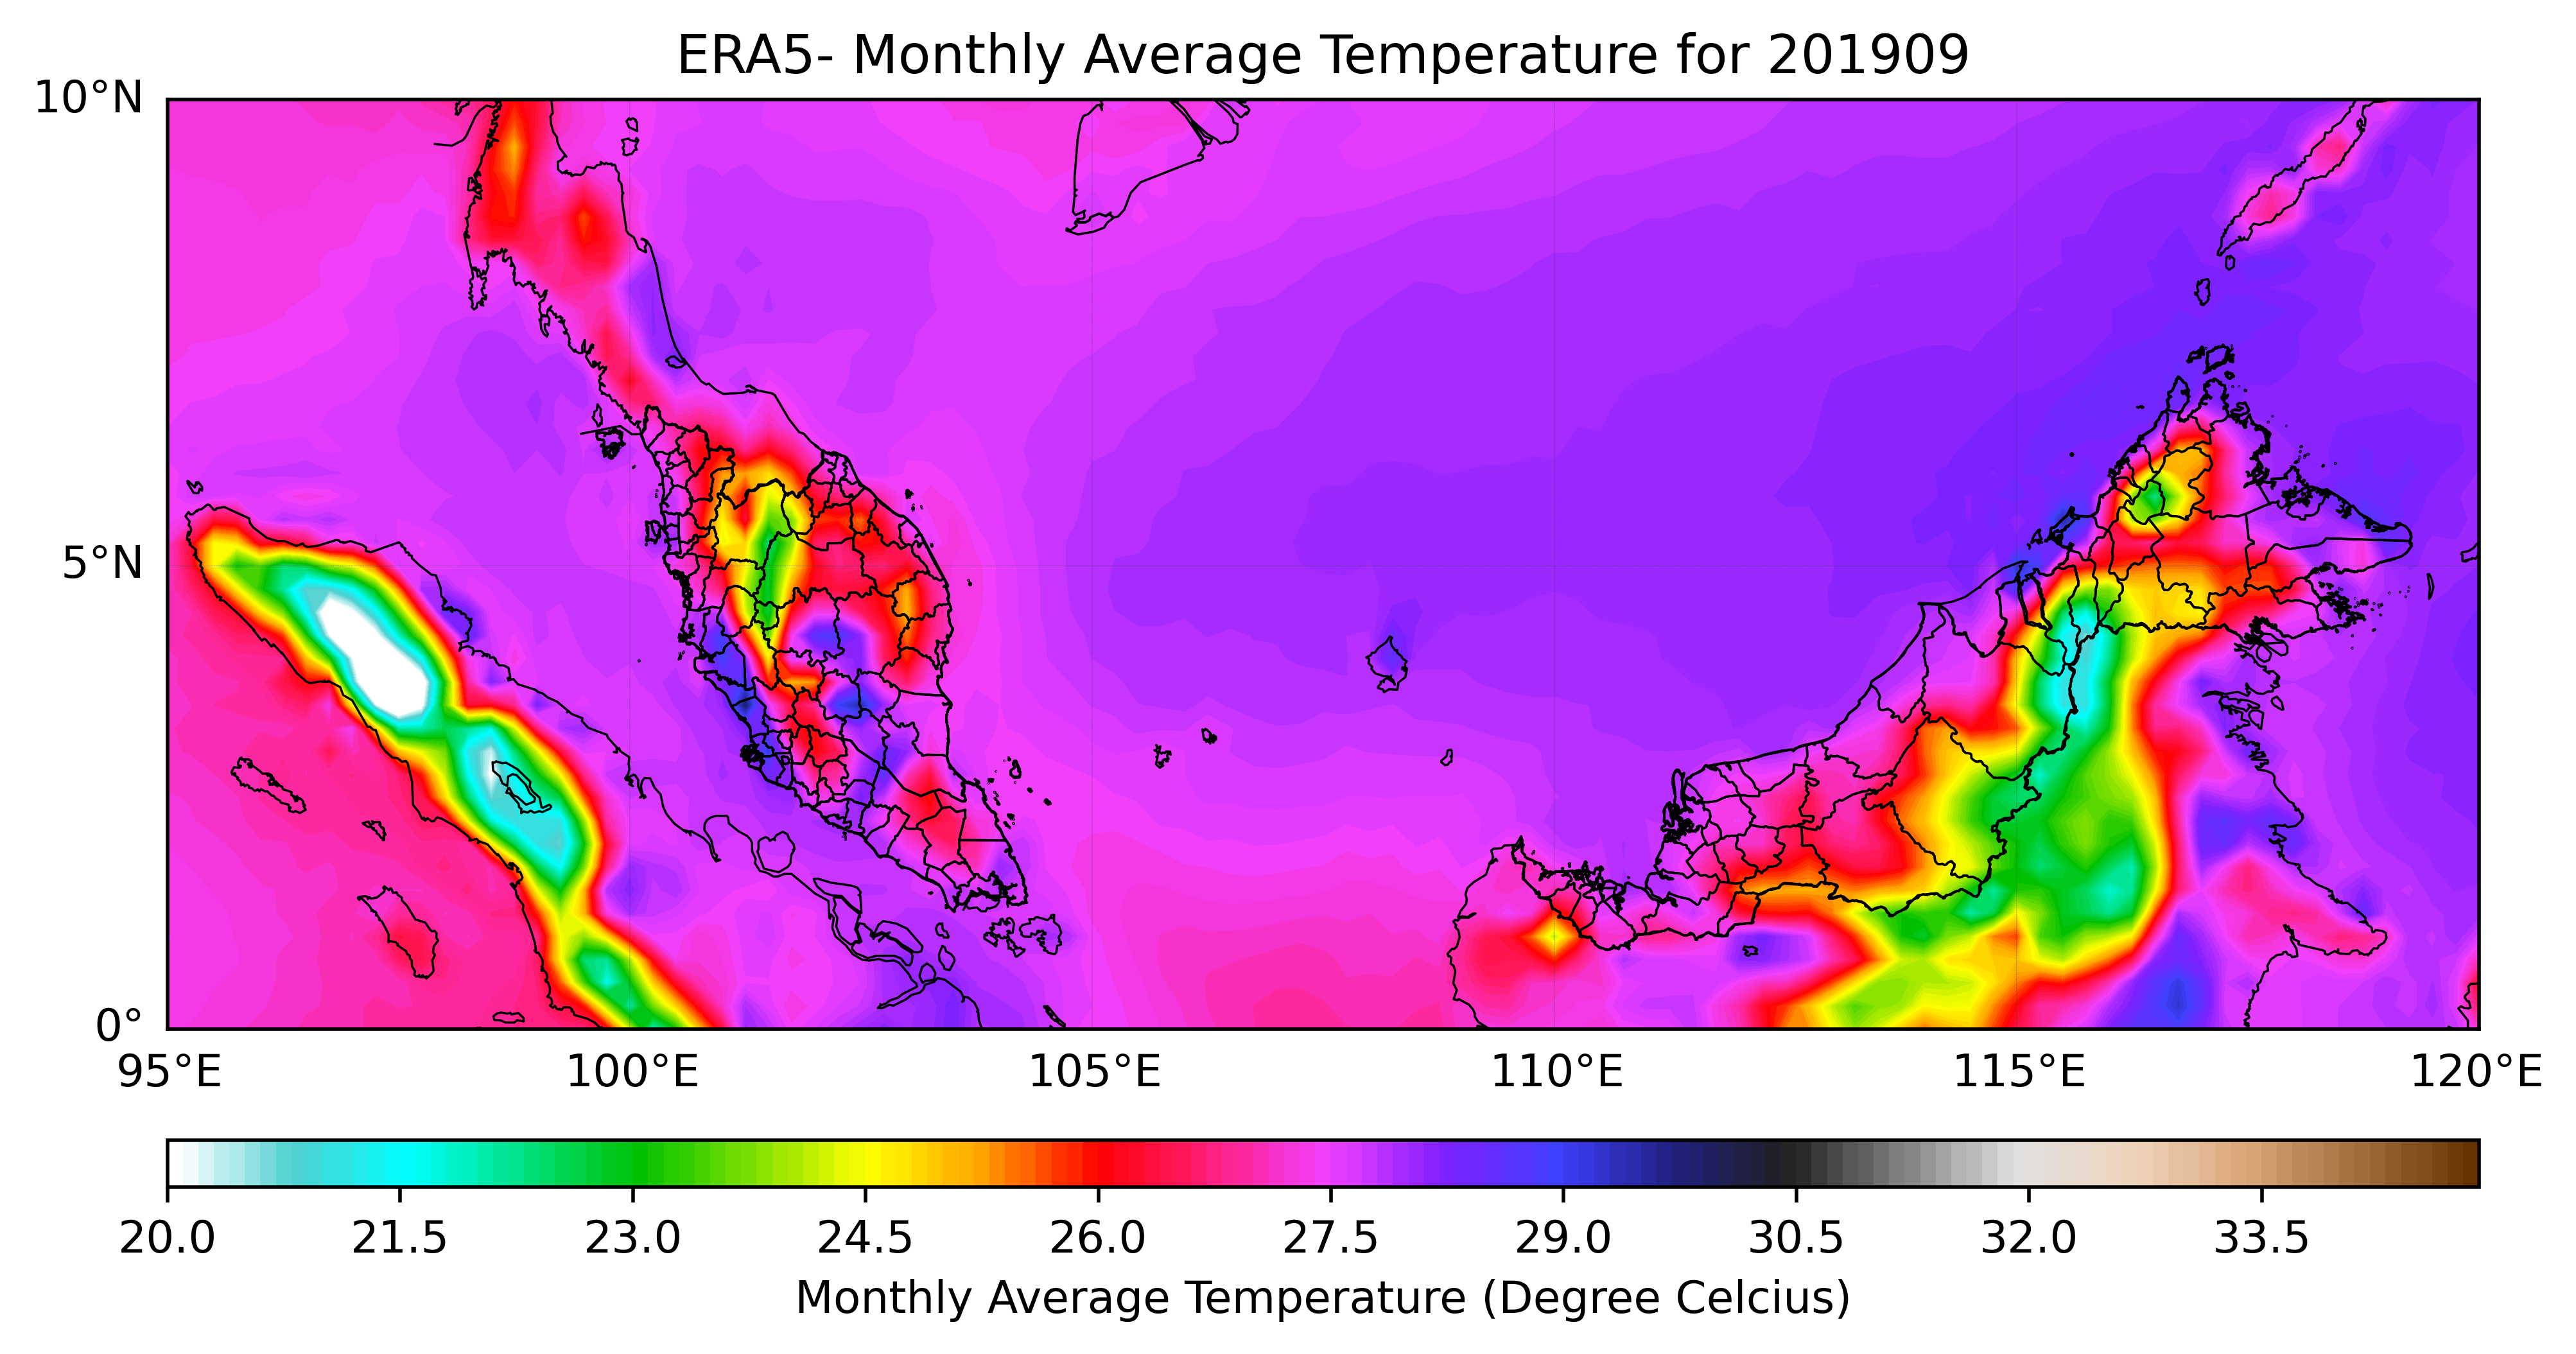 ERA5- Monthly Average Temperature for 201909
10°N
5°N
0°
95°E 100°E 105°E 110°E 115°E 120°E
20.0 21.5 23.0 24.5 26.0 27.5 29.0 30.5 32.0 33.5
Monthly Average Temperature (Degree Celcius)